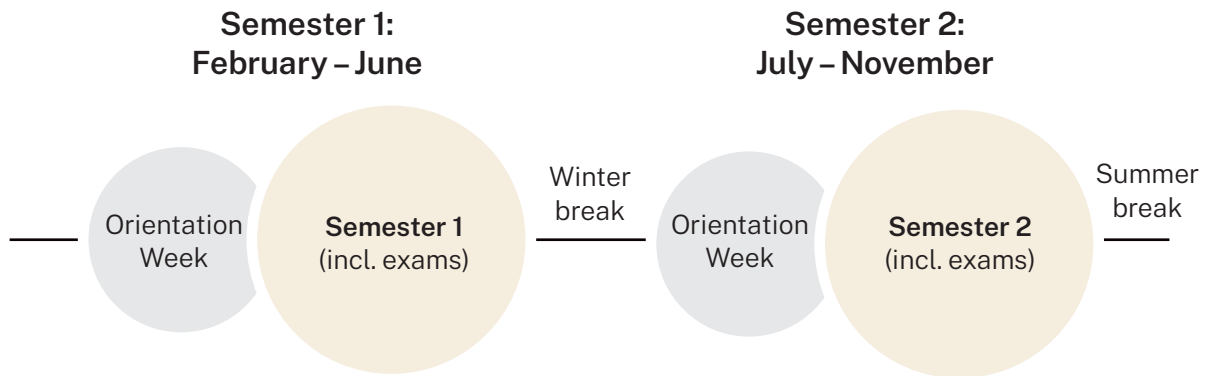 Semester 1:
February – June
Semester 2:
July – November
Orientation
Week
Semester 1
(incl. exams)
Winter
break
Orientation
Week
Semester 2
(incl. exams)
Summer
break